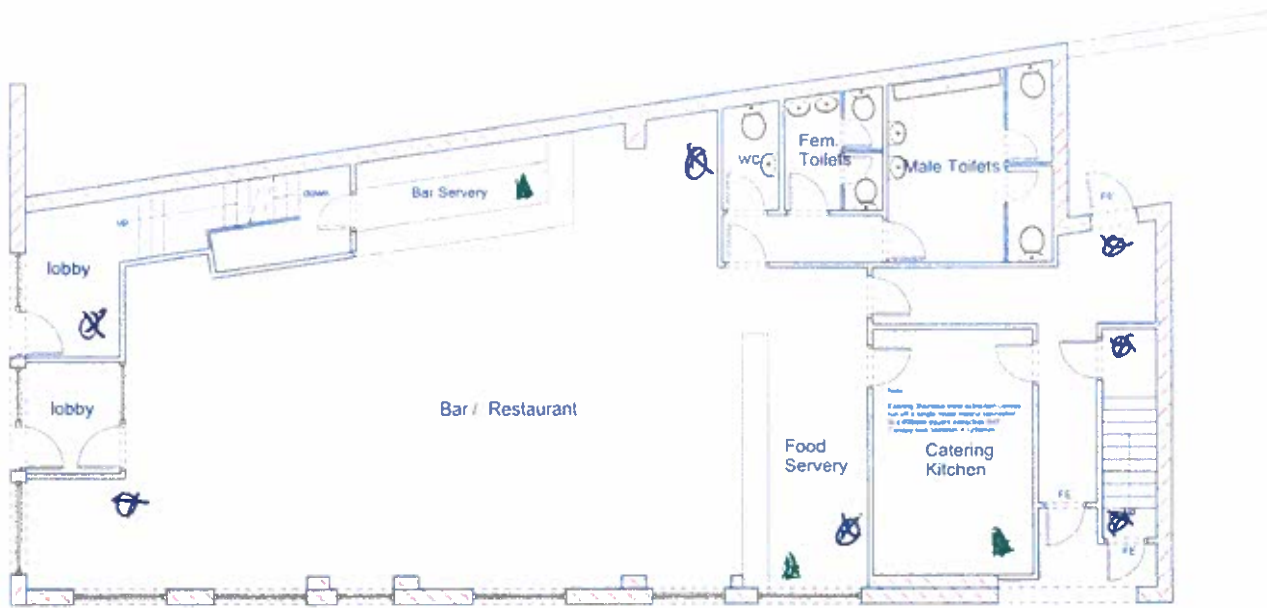 Fem.
Toilets
WC
Male Toilets
FE
Bar Servery
down
up
lobby
lobby
Bar / Restaurant
Food
Servery
Catering
Kitchen
FE
FE